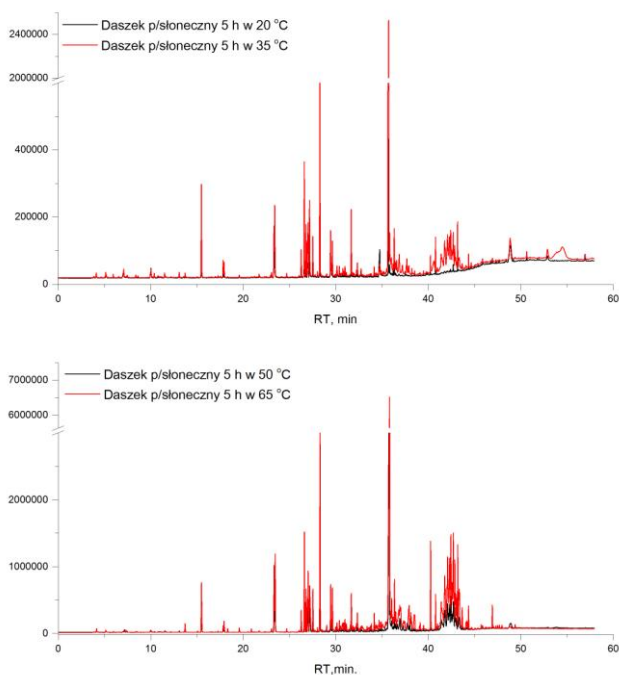 Daszek p/słoneczny 5 h w 20 °C
Daszek p/słoneczny 5 h w 35 °C
2400000
2000000
400000
200000
0
0 10 20 30 40 50 60
RT, min
Daszek p/słoneczny 5 h w 50 °C
Daszek p/słoneczny 5 h w 65 °C
7000000
6000000
2000000
1000000
0
0 10 20 30 40 50 60
RT,min.